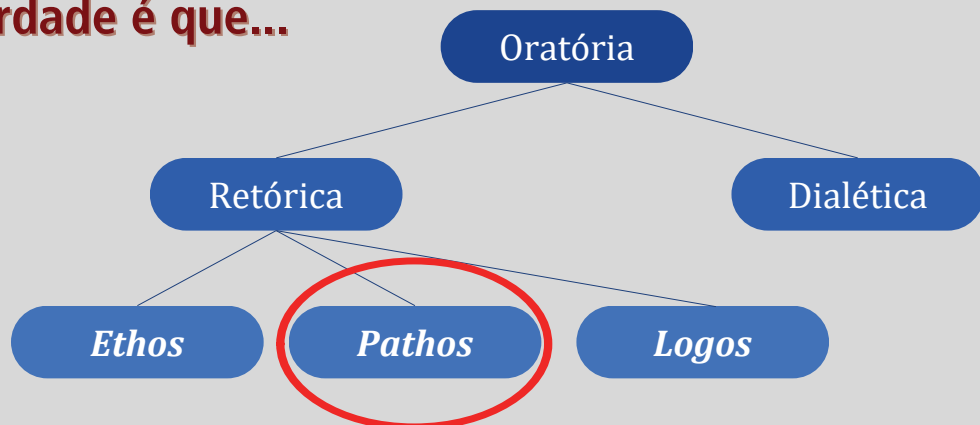 rdade é que...
Oratória
Retórica
Dialética
Ethos
Pathos
Logos